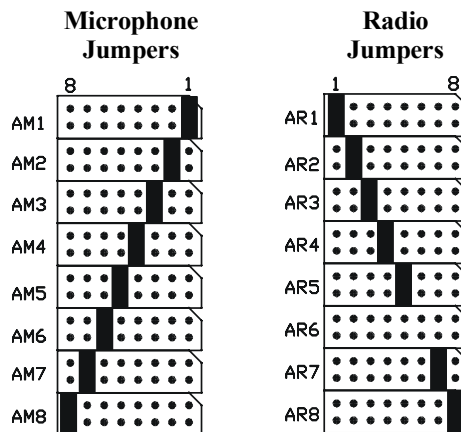 Microphone
Jumpers
8 1
AM1
AM2
AM3
AM4
AM5
AM6
AM7
AM8
Radio
Jumpers
1 8
AR1
AR2
AR3
AR4
AR5
AR6
AR7
AR8